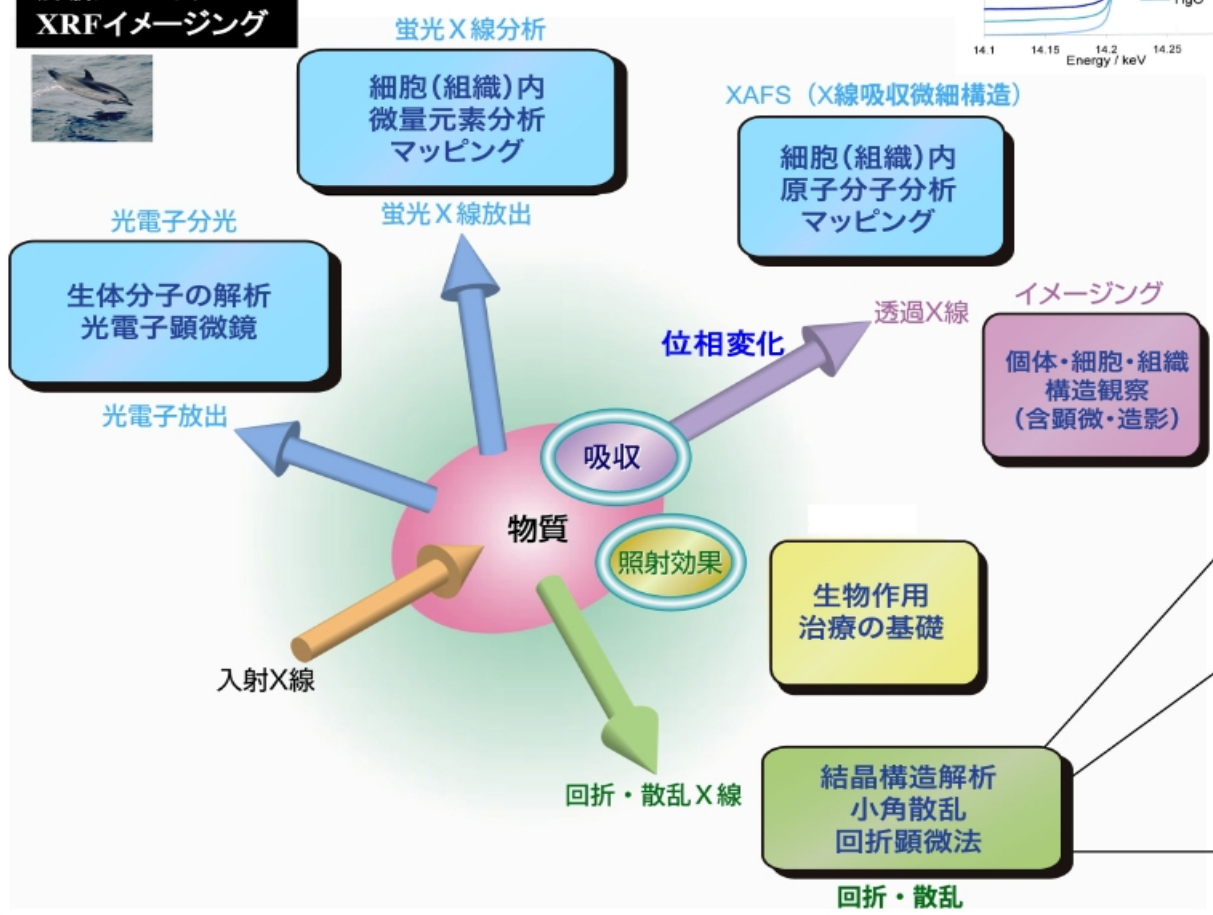 XRFイメージング
HgO
14.1 14.15 14.2 14.25
Energy / keV
蛍光X線分析
細胞(組織)内
微量元素分析
マッピング
蛍光X線放出
XAFS（X線吸収微細構造）
細胞(組織)内
原子分子分析
マッピング
光電子分光
生体分子の解析
光電子顕微鏡
光電子放出
位相変化
透過X線
イメージング
個体・細胞・組織
構造観察
(含顕微・造影)
吸収
物質
照射効果
生物作用
治療の基礎
入射X線
回折・散乱X線
結晶構造解析
小角散乱
回折顕微法
回折・散乱